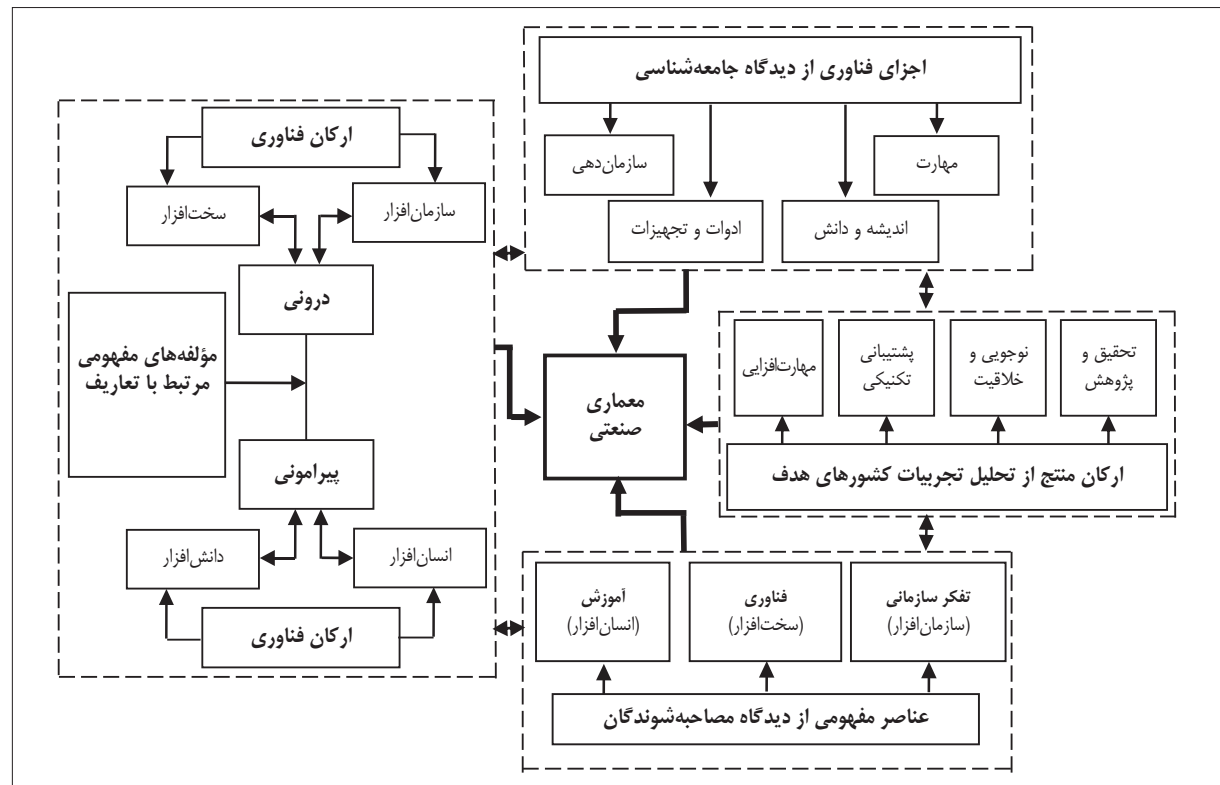 اجزای فناوری از دیدگاه جامعه‌شناسی
مهارت
سازمان‌دهی
اندیشه و دانش
ادوات و تجهیزات
ارکان فناوری
سازمان‌افزار
سخت‌افزار
درونی
مؤلفه‌های مفهومی
مرتبط با تعاریف
پیرامونی
انسان‌افزار
دانش‌افزار
ارکان فناوری
معماری
صنعتی
تحقیق و
پژوهش
نوجویی و
خلاقیت
پشتیبانی
تکنیکی
مهارت‌افزایی
ارکان منتج از تحلیل تجربیات کشورهای هدف
تفکر سازمانی
(سازمان‌افزار)
فناوری
(سخت‌افزار)
آموزش
(انسان‌افزار)
عناصر مفهومی از دیدگاه مصاحبه‌شوندگان